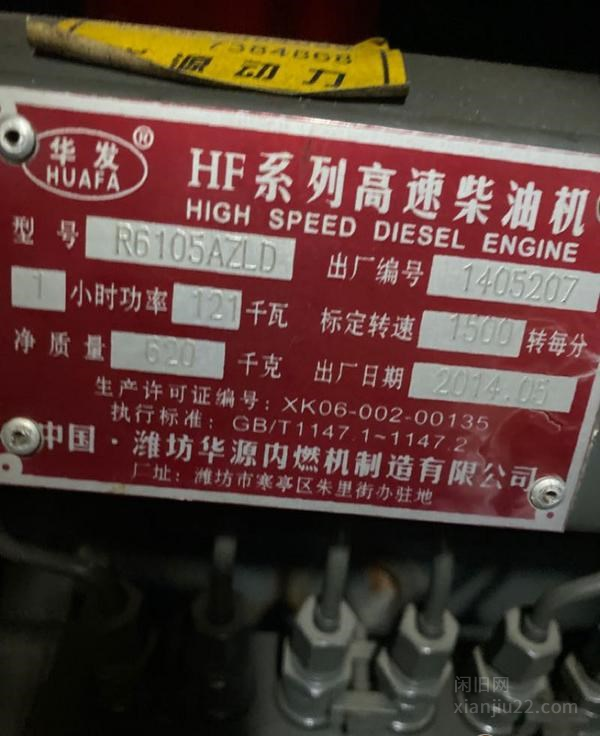 7384868
源动力
华发 ®
HUAFA
HF系列高速柴油机
HIGH SPEED DIESEL ENGINE
型号 R6105AZLD 出厂编号 1405207
1 小时功率 121 千瓦 标定转速 1500 转每分
净质量 620 千克 出厂日期 2014.05
生产许可证编号: XK06-002-00135
执行标准: GB/T1147.1~1147.2
中国·潍坊华源内燃机制造有限公司
厂址: 潍坊市寒亭区朱里街办驻地
闲旧网
xianjiu22.com